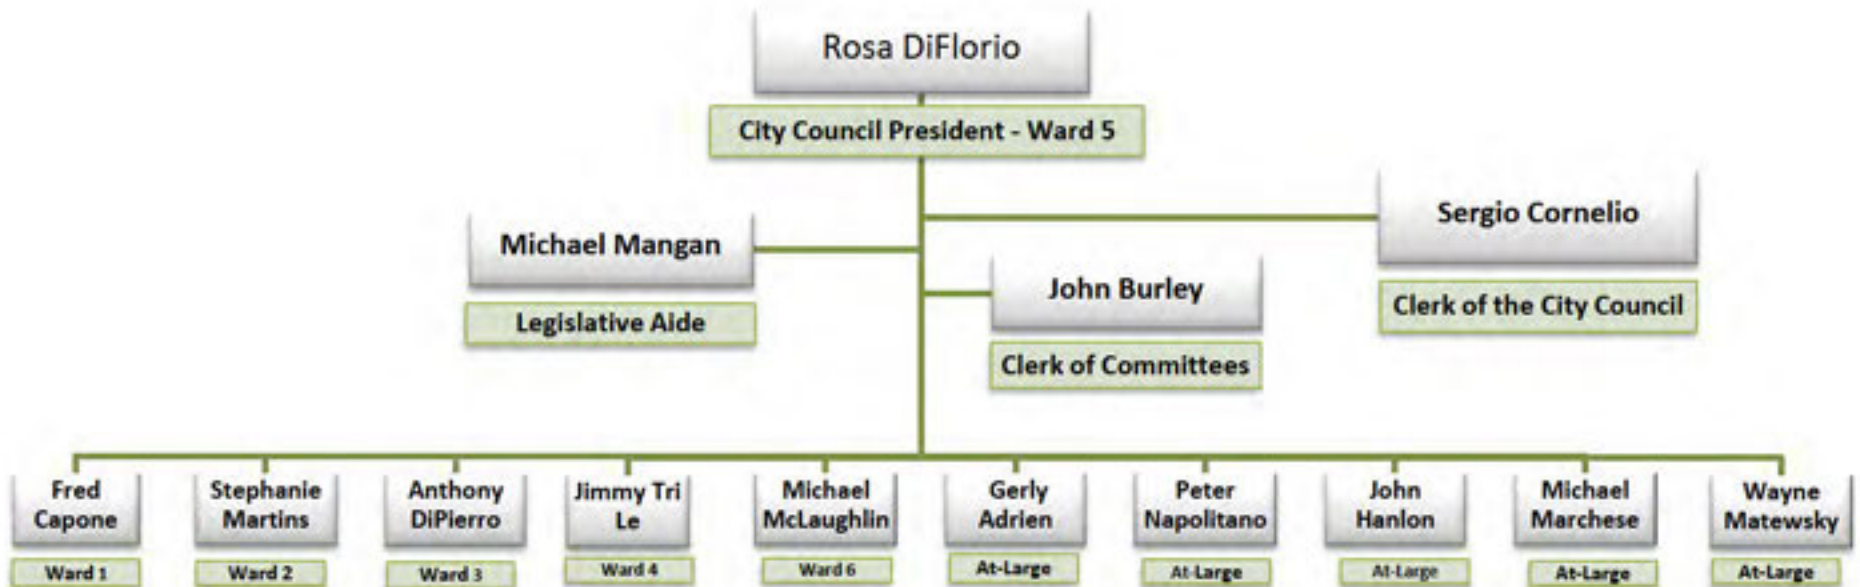 Rosa DiFlorio
City Council President - Ward 5
Sergio Cornelio
Clerk of the City Council
Michael Mangan
Legislative Aide
John Burley
Clerk of Committees
Fred
Capone
Ward 1
Stephanie
Martins
Ward 2
Anthony
DiPierro
Ward 3
Jimmy Tri
Le
Ward 4
Michael
McLaughlin
Ward 6
Gerly
Adrien
At-Large
Peter
Napolitano
At-Large
John
Hanlon
At-Large
Michael
Marchese
At-Large
Wayne
Matewsky
At-Large